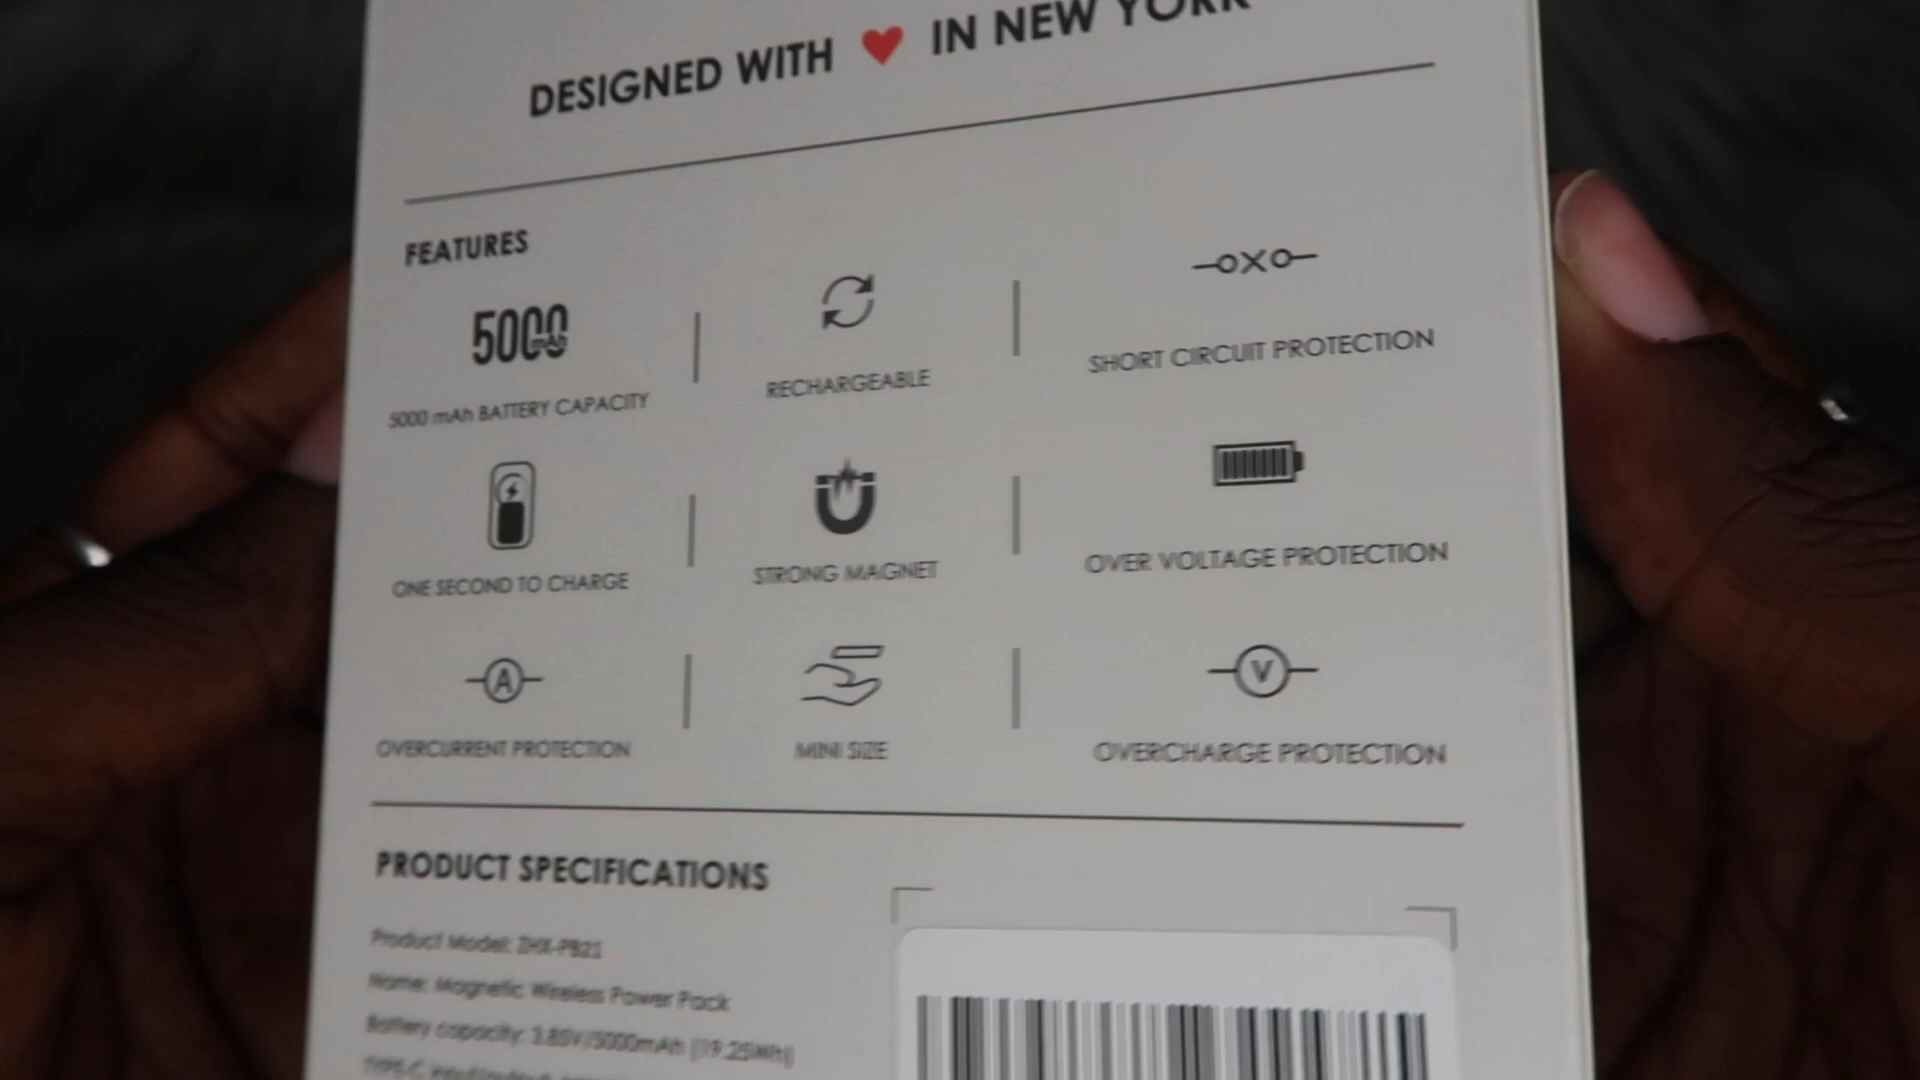 DESIGNED WITH ❤ IN NEW YORK
FEATURES
5000 mAh
5000 mAh BATTERY CAPACITY
RECHARGEABLE
SHORT CIRCUIT PROTECTION
ONE SECOND TO CHARGE
STRONG MAGNET
OVER VOLTAGE PROTECTION
A
OVERCURRENT PROTECTION
MINI SIZE
V
OVERCHARGE PROTECTION
PRODUCT SPECIFICATIONS
Product Model: ZHX-PB21
Name: Magnetic Wireless Power Pack
Battery capacity: 3.85V/5000mAh (19.25Wh)